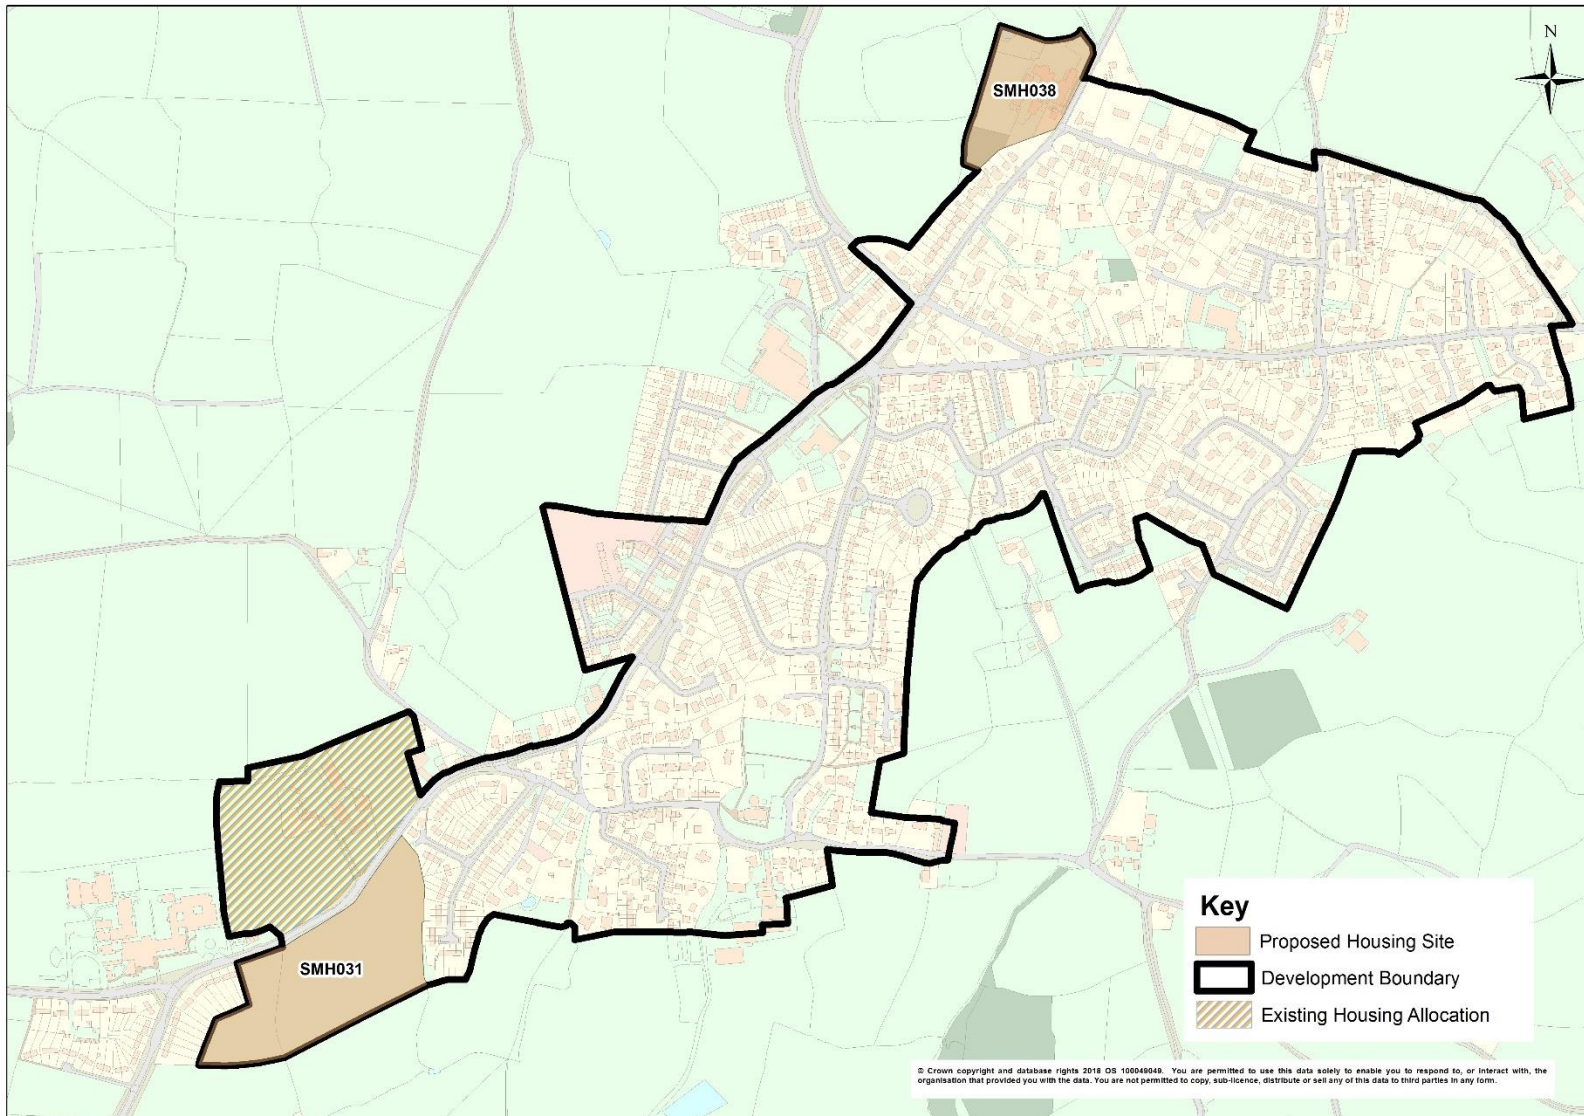 N
SMH038
SMH031
Key
Proposed Housing Site
Development Boundary
Existing Housing Allocation
© Crown copyright and database rights 2018 OS 100049049. You are permitted to use this data solely to enable you to respond to, or interact with, the
organisation that provided you with the data. You are not permitted to copy, sub-licence, distribute or sell any of this data to third parties in any form.